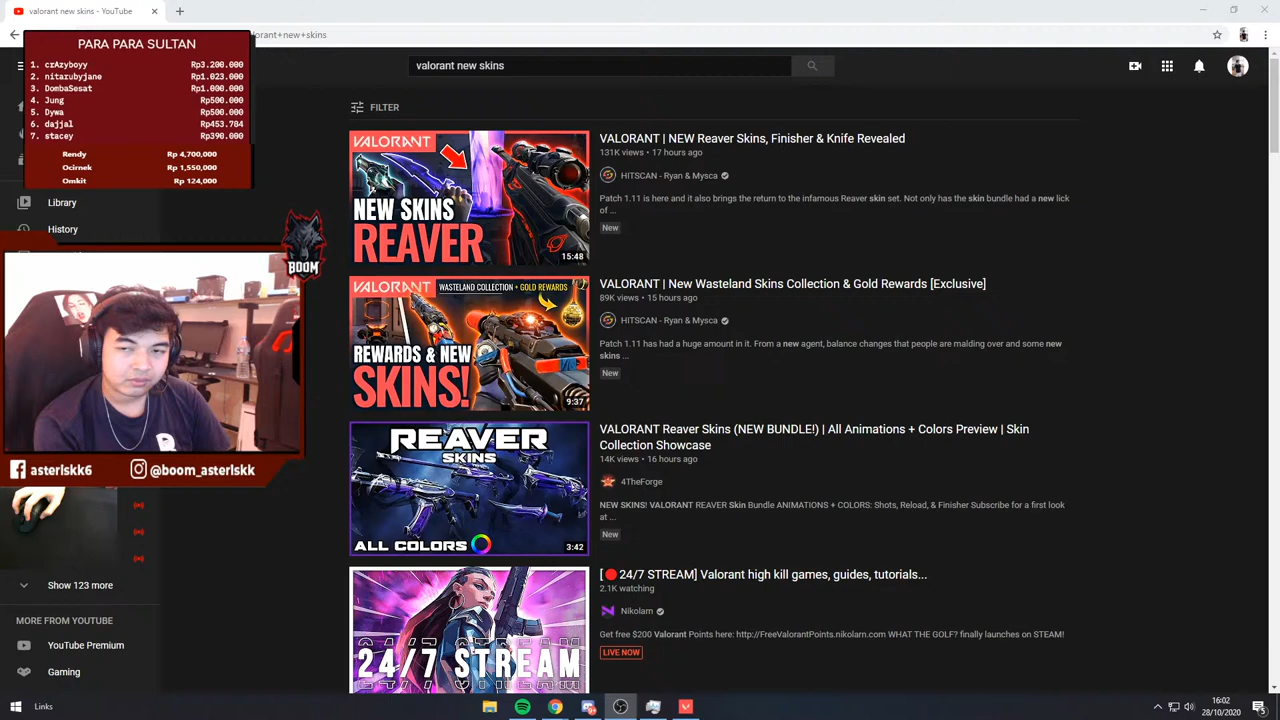 valorant new skins - YouTube
lorant+new+skins
PARA PARA SULTAN
1. crAzyboyy Rp3.200.000
2. nitarubyjane Rp1.023.000
3. DombaSesat Rp1.000.000
4. Jung Rp500.000
5. Dywa Rp500.000
6. dajjal Rp453.784
7. stacey Rp390.000
Rendy Rp 4,700,000
Ocirnek Rp 1,550,000
Omkit Rp 124,000
valorant new skins
FILTER
Library
History
BOOM
asterlskk6 @boom_asterlskk
Show 123 more
MORE FROM YOUTUBE
YouTube Premium
Gaming
VALORANT
NEW SKINS
REAVER
15:48
VALORANT | NEW Reaver Skins, Finisher & Knife Revealed
131K views • 17 hours ago
HITSCAN - Ryan & Mysca
Patch 1.11 is here and it also brings the return to the infamous Reaver skin set. Not only has the skin bundle had a new lick
of ...
New
VALORANT
WASTELAND COLLECTION + GOLD REWARDS
REWARDS & NEW
SKINS!
9:37
VALORANT | New Wasteland Skins Collection & Gold Rewards [Exclusive]
89K views • 15 hours ago
HITSCAN - Ryan & Mysca
Patch 1.11 has had a huge amount in it. From a new agent, balance changes that people are malding over and some new
skins ...
New
REAVER
SKINS
ALL COLORS
3:42
VALORANT Reaver Skins (NEW BUNDLE!) | All Animations + Colors Preview | Skin
Collection Showcase
14K views • 16 hours ago
4TheForge
NEW SKINS! VALORANT REAVER Skin Bundle ANIMATIONS + COLORS: Shots, Reload, & Finisher Subscribe for a first look
at ...
New
24/7 STREAM
[🔴24/7 STREAM] Valorant high kill games, guides, tutorials...
2.1K watching
Nikolarn
Get free $200 Valorant Points here: http://FreeValorantPoints.nikolarn.com WHAT THE GOLF? finally launches on STEAM!
LIVE NOW
Links
16:02
28/10/2020
5